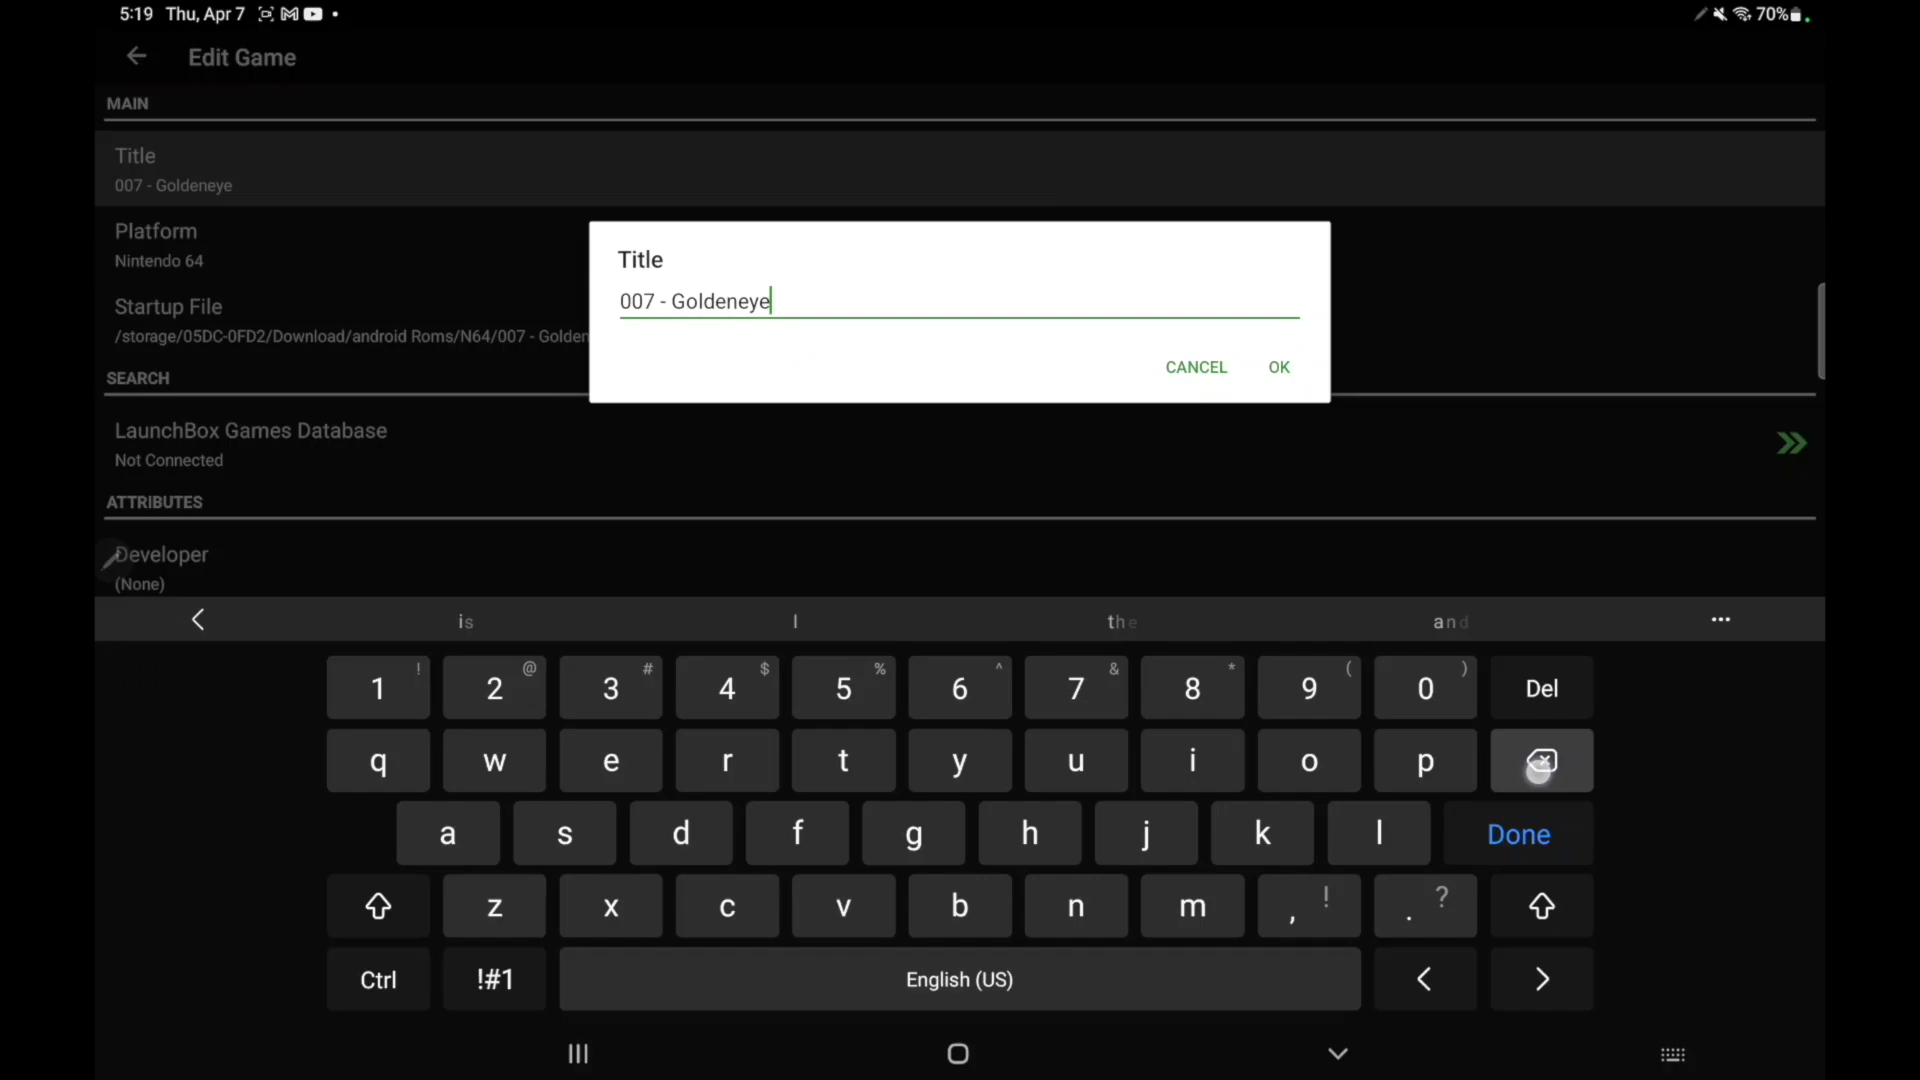 5:19 Thu, Apr 7
70%
Edit Game
MAIN
Title
007 - Goldeneye
Platform
Nintendo 64
Startup File
/storage/05DC-0FD2/Download/android Roms/N64/007 - Golden
Title
007 - Goldeneye
CANCEL OK
SEARCH
LaunchBox Games Database
Not Connected
ATTRIBUTES
Developer
(None)
is I the and
1 ! 2 @ 3 # 4 $ 5 % 6 ^ 7 & 8 * 9 ( 0 ) Del
q w e r t y u i o p
a s d f g h j k l Done
z x c v b n m , ! . ?
Ctrl !#1 English (US) < >